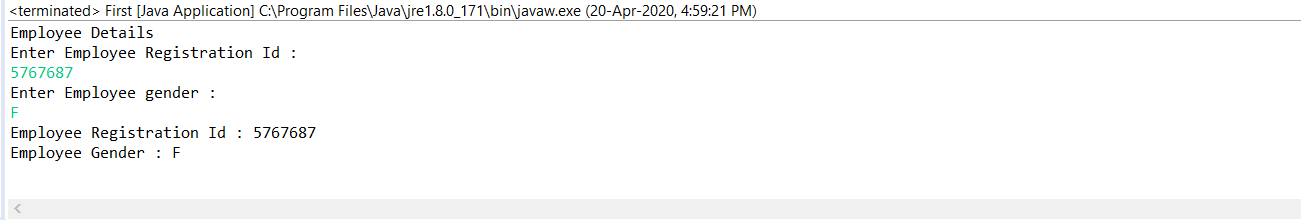 <terminated> First [Java Application] C:\Program Files\Java\jre1.8.0_171\bin\javaw.exe (20-Apr-2020, 4:59:21 PM)
Employee Details
Enter Employee Registration Id :
5767687
Enter Employee gender :
F
Employee Registration Id : 5767687
Employee Gender : F